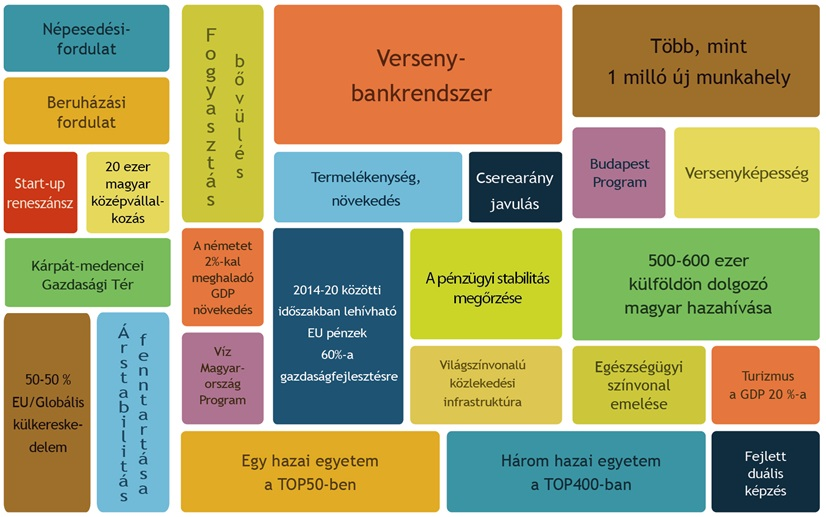 Népesedési-
fordulat
Beruházási
fordulat
Start-up
reneszánsz
20 ezer
magyar
középvállal-
kozás
Kárpát-medencei
Gazdasági Tér
50-50 %
EU/Globális
külkereske-
delem
Árstabilitás
fenntartása
Fogyasztás
bővülés
A németet
2%-kal
meghaladó
GDP
növekedés
Víz
Magyar-
ország
Program
Verseny-
bankrendszer
Termelékenység,
növekedés
Cserearány
javulás
2014-20 közötti
időszakban lehívható
EU pénzek
60%-a
gazdaságfejlesztésre
A pénzügyi stabilitás
megőrzése
Világszínvonalú
közlekedési
infrastruktúra
Több, mint
1 milló új munkahely
Budapest
Program
Versenyképesség
500-600 ezer
külföldön dolgozó
magyar hazahívása
Egészségügyi
színvonal
emelése
Turizmus
a GDP 20 %-a
Egy hazai egyetem
a TOP50-ben
Három hazai egyetem
a TOP400-ban
Fejlett
duális
képzés